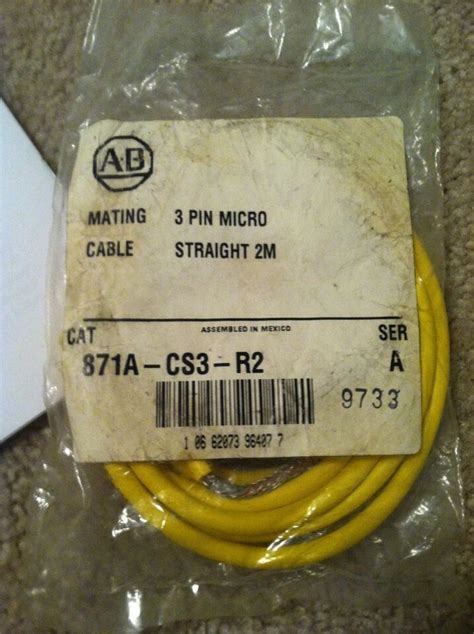 A-B
MATING 3 PIN MICRO
CABLE STRAIGHT 2M
ASSEMBLED IN MEXICO
CAT SER
871A-CS3-R2 A
9733
1 06 62073 96407 7